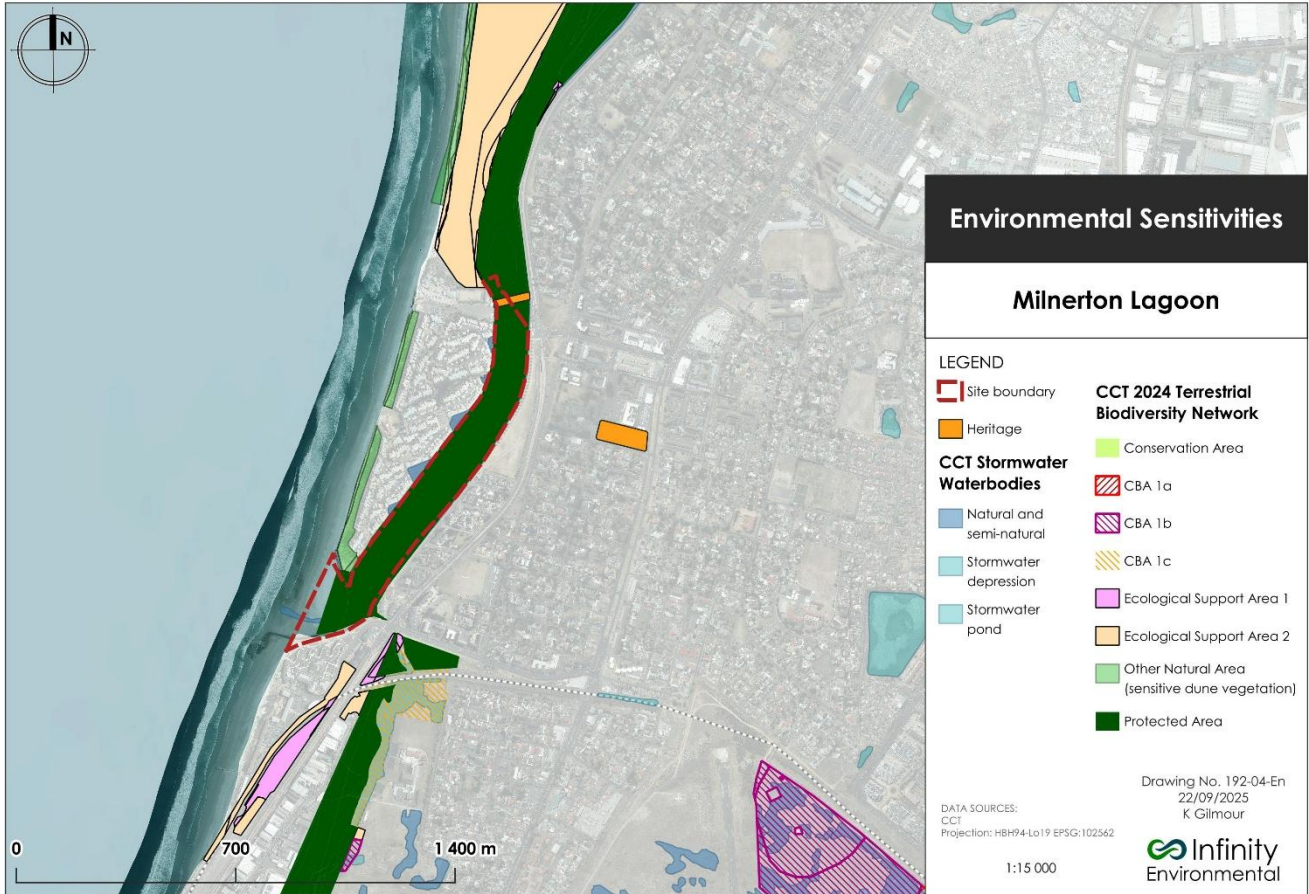 N
Environmental Sensitivities
Milnerton Lagoon
LEGEND
Site boundary
Heritage
CCT Stormwater
Waterbodies
Natural and
semi-natural
Stormwater
depression
Stormwater
pond
CCT 2024 Terrestrial
Biodiversity Network
Conservation Area
CBA 1a
CBA 1b
CBA 1c
Ecological Support Area 1
Ecological Support Area 2
Other Natural Area
(sensitive dune vegetation)
Protected Area
DATA SOURCES:
CCT
Projection: HBH94-Lo19 EPSG:102562
1:15 000
Drawing No. 192-04-En
22/09/2025
K Gilmour
Infinity
Environmental
0 700 1 400 m